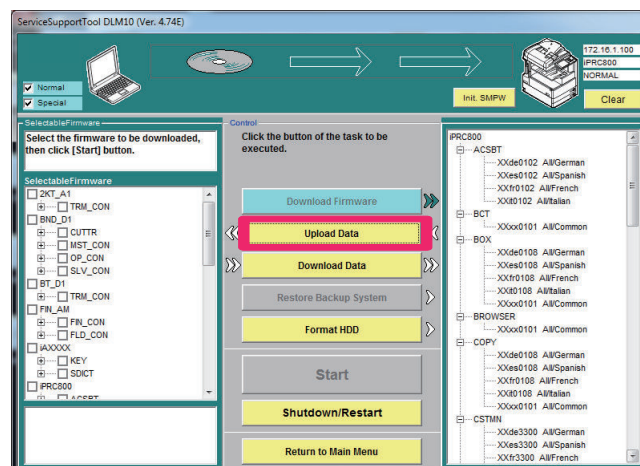 ServiceSupportTool DLM10 (Ver. 4.74E)
Normal
Special
172.16.1.100
iPRC800
NORMAL
Init. SMPW
Clear
SelectableFirmware
Select the firmware to be downloaded,
then click [Start] button.
SelectableFirmware
2KT_A1
TRM_CON
BND_D1
CUTTR
MST_CON
OP_CON
SLV_CON
BT_D1
TRM_CON
FIN_AM
FIN_CON
FLD_CON
iAXXXX
KEY
SDICT
iPRC800
ACSBT
Control
Click the button of the task to be
executed.
Download Firmware
Upload Data
Download Data
Restore Backup System
Format HDD
Start
Shutdown/Restart
Return to Main Menu
iPRC800
ACSBT
XXde0102 All/German
XXes0102 All/Spanish
XXfr0102 All/French
XXit0102 All/Italian
BCT
XXxx0101 All/Common
BOX
XXde0108 All/German
XXes0108 All/Spanish
XXfr0108 All/French
XXit0108 All/Italian
XXxx0101 All/Common
BROWSER
XXxx0101 All/Common
COPY
XXde0108 All/German
XXes0108 All/Spanish
XXfr0108 All/French
XXit0108 All/Italian
XXxx0101 All/Common
CSTMN
XXde3300 All/German
XXes3300 All/Spanish
XXfr3300 All/French